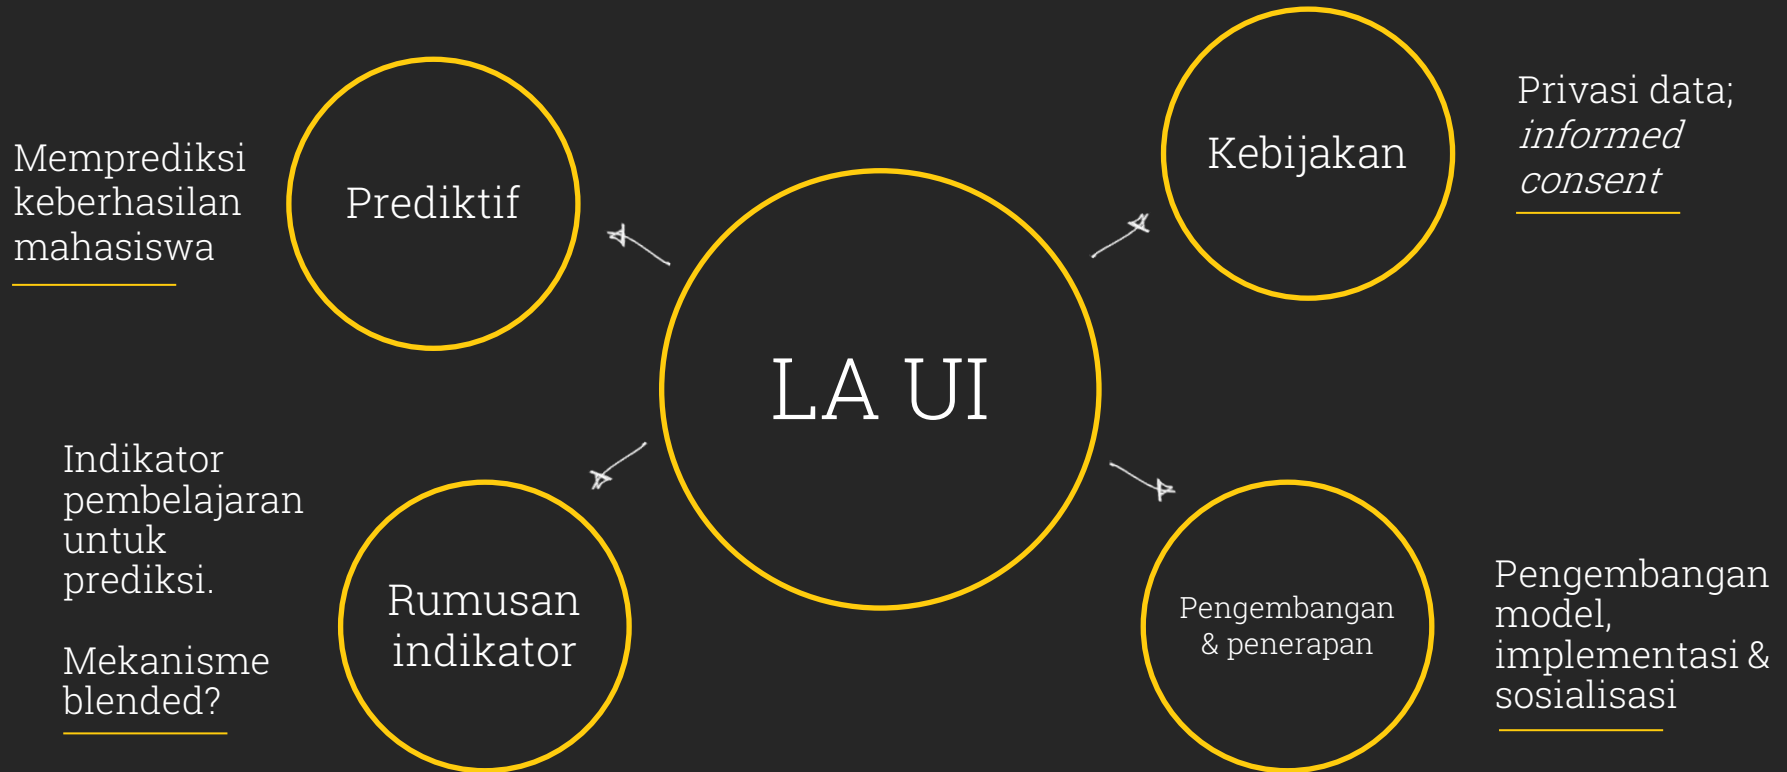 Memprediksi
keberhasilan
mahasiswa
Prediktif
Kebijakan
Privasi data;
informed
consent
LA UI
Indikator
pembelajaran
untuk
prediksi.
Mekanisme
blended?
Rumusan
indikator
Pengembangan
& penerapan
Pengembangan
model,
implementasi &
sosialisasi